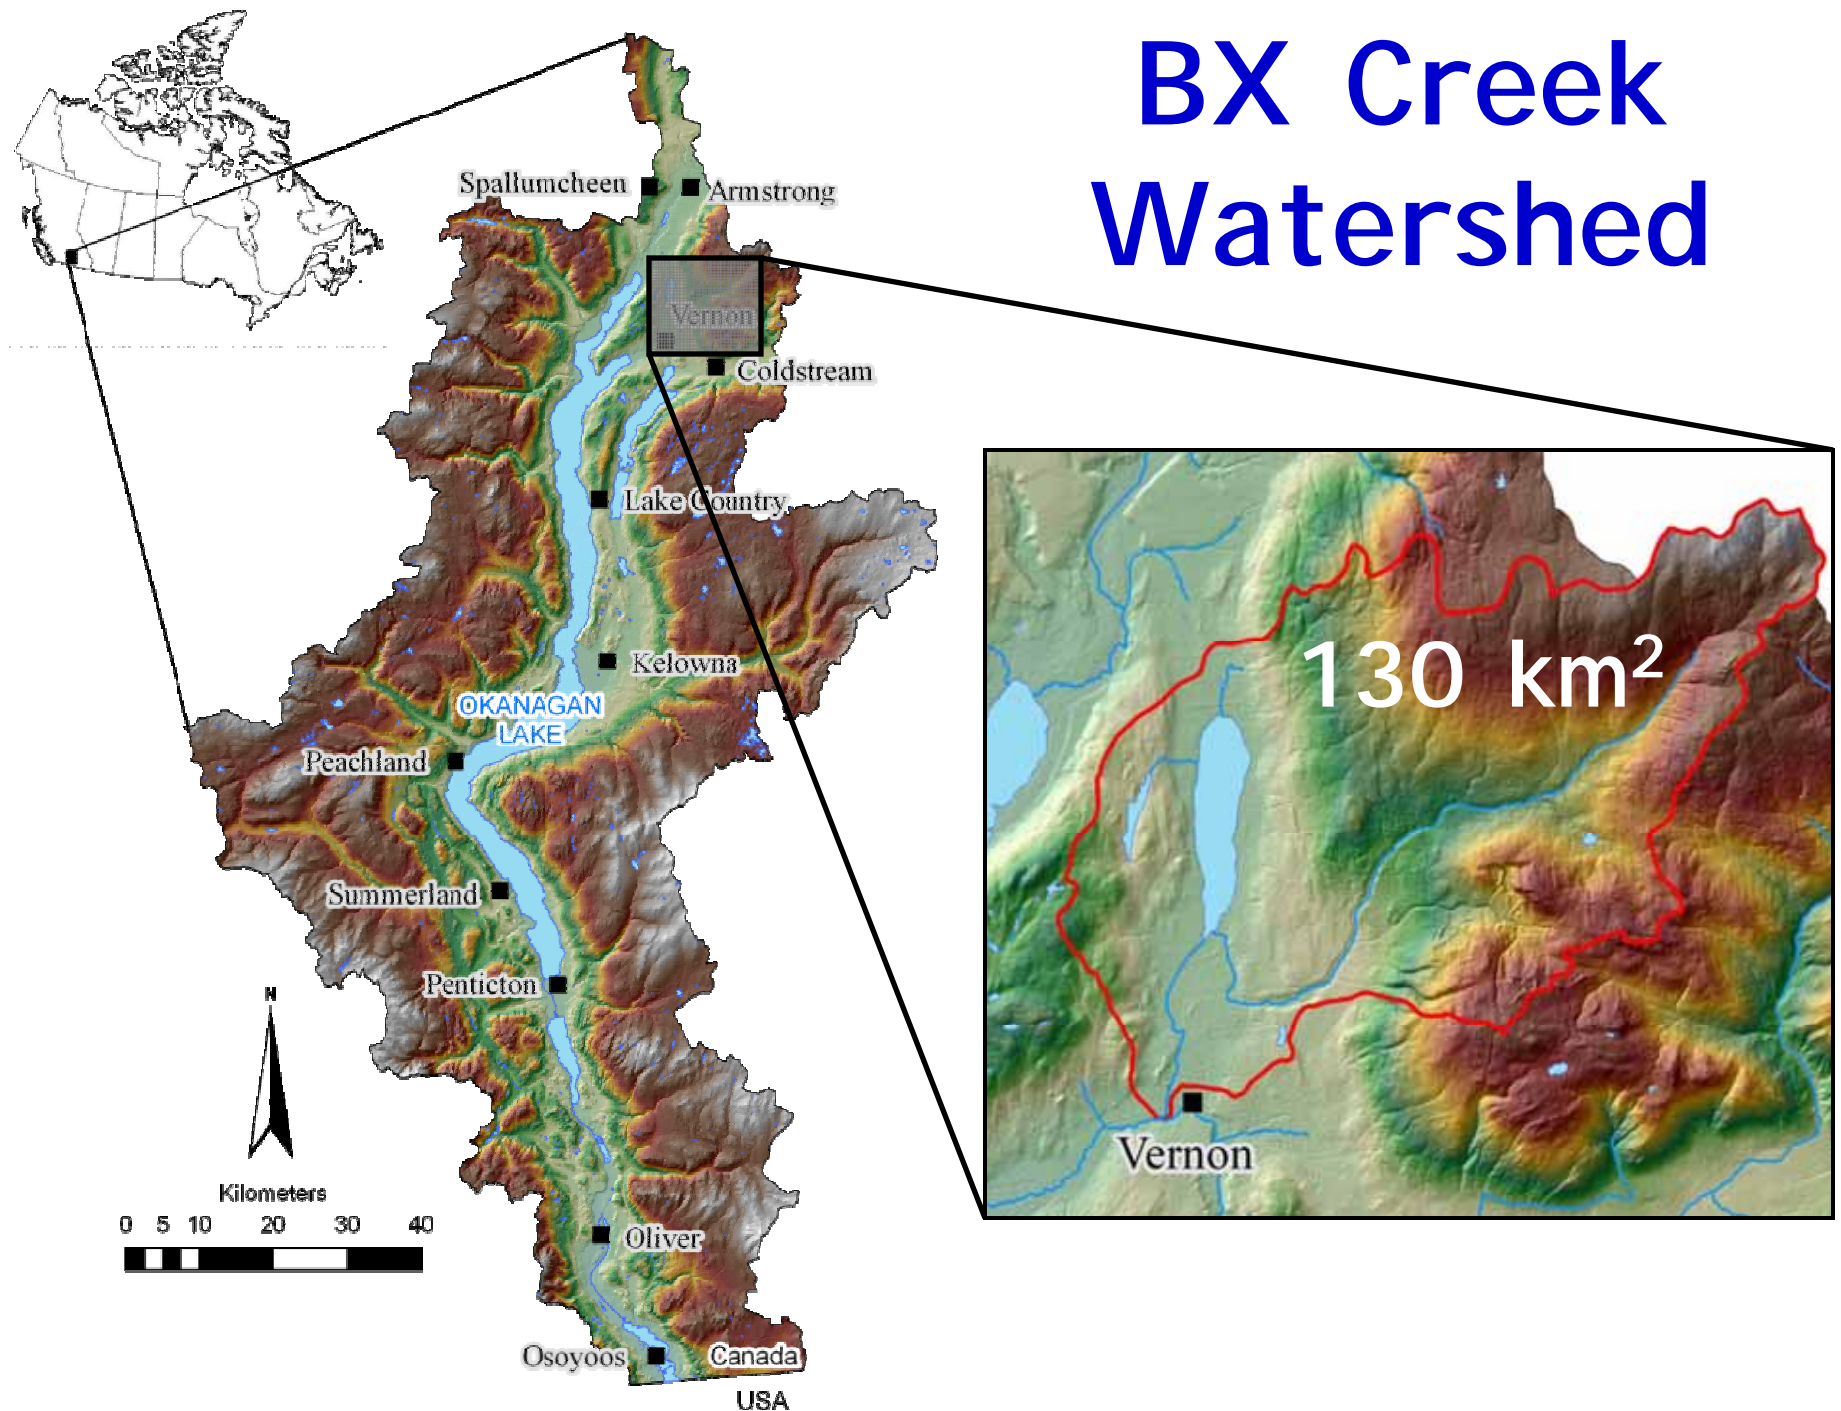 BX Creek
Watershed
Spallumcheen
Armstrong
Vernon
Coldstream
Lake Country
Kelowna
OKANAGAN
LAKE
Peachland
Summerland
Penticton
N
Kilometers
0 5 10 20 30 40
Oliver
Osoyoos
Canada
USA
130 km²
Vernon